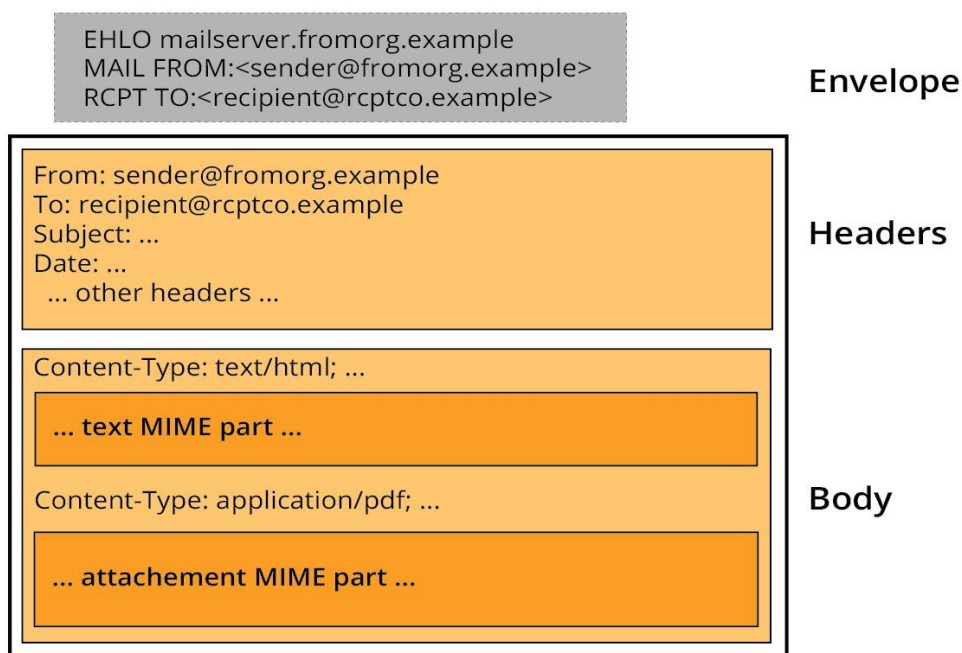 EHLO mailserver.fromorg.example
MAIL FROM:<sender@fromorg.example>
RCPT TO:<recipient@rcptco.example>
Envelope
From: sender@fromorg.example
To: recipient@rcptco.example
Subject: ...
Date: ...
... other headers ...
Headers
Content-Type: text/html; ...
... text MIME part ...
Content-Type: application/pdf; ...
Body
... attachement MIME part ...